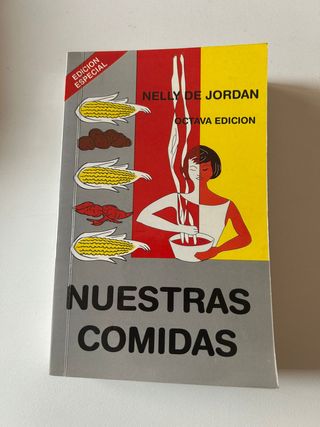 EDICION
ESPECIAL
NELLY DE JORDAN
OCTAVA EDICION
NUESTRAS
COMIDAS